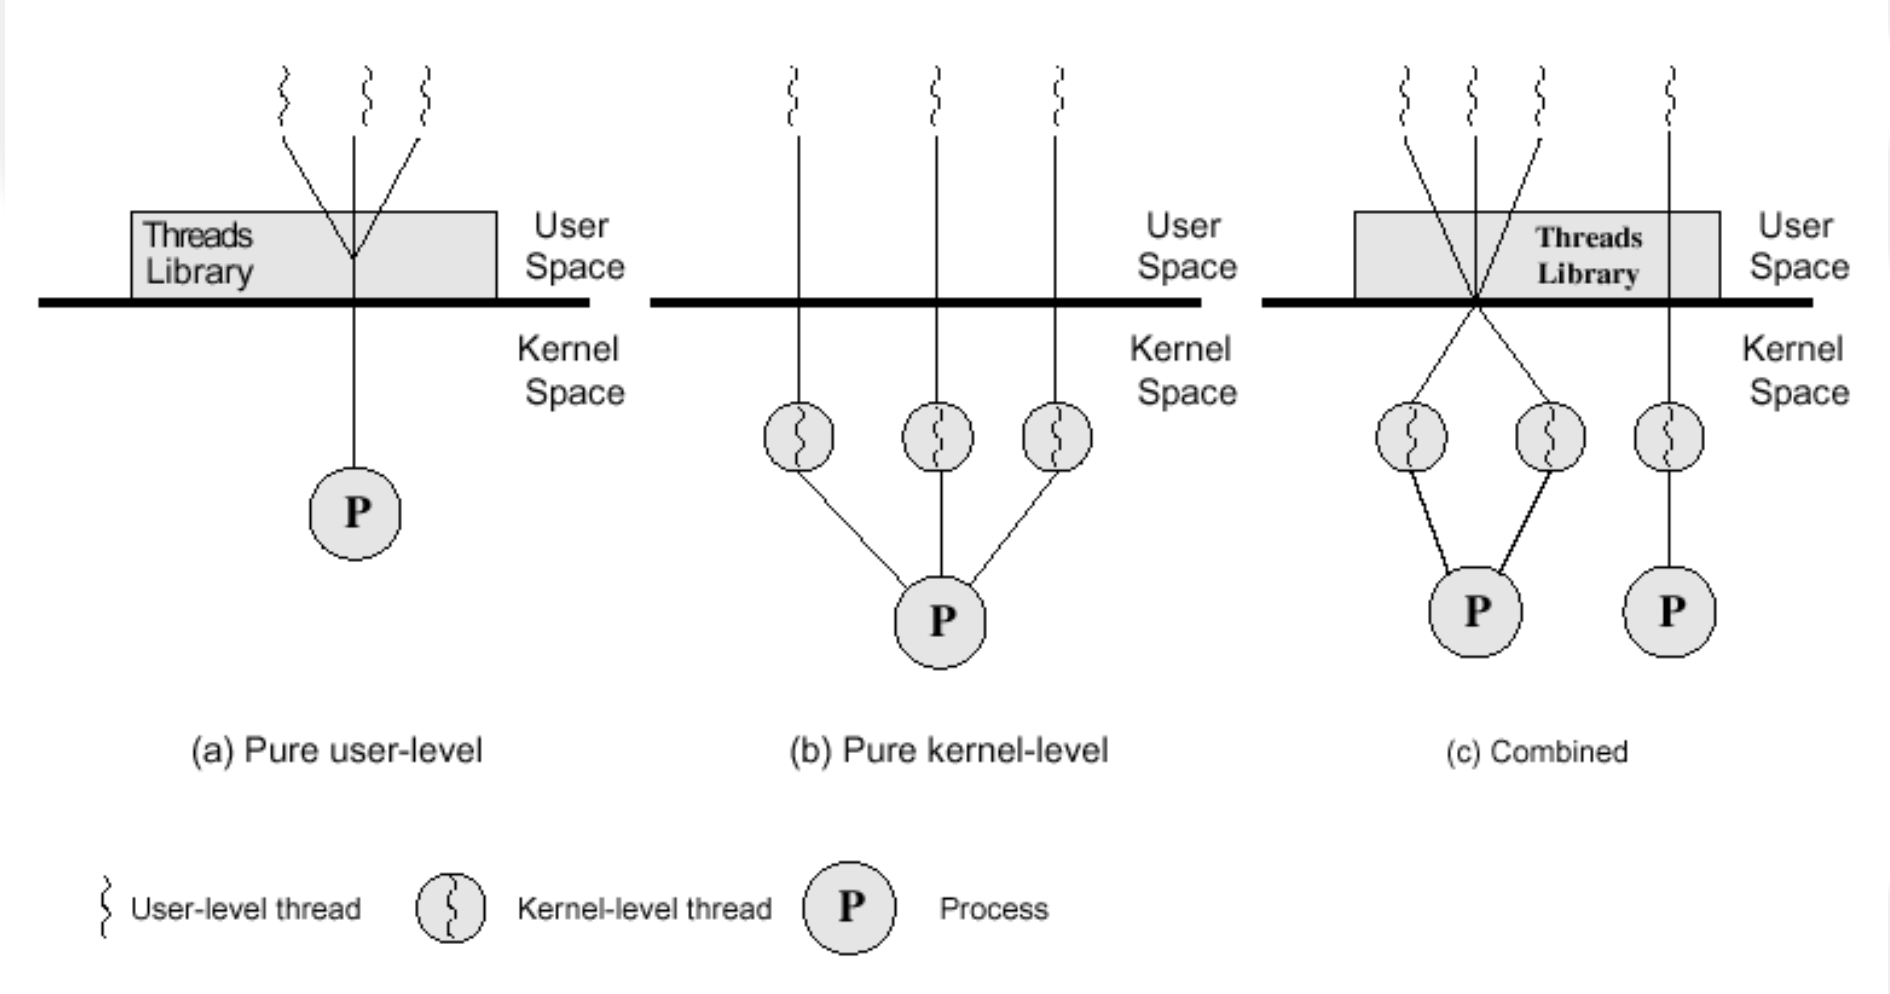 Threads
Library
User
Space
Kernel
Space
P
(a) Pure user-level
User
Space
Kernel
Space
P
(b) Pure kernel-level
Threads
Library
User
Space
Kernel
Space
P
P
(c) Combined
User-level thread
Kernel-level thread
P
Process